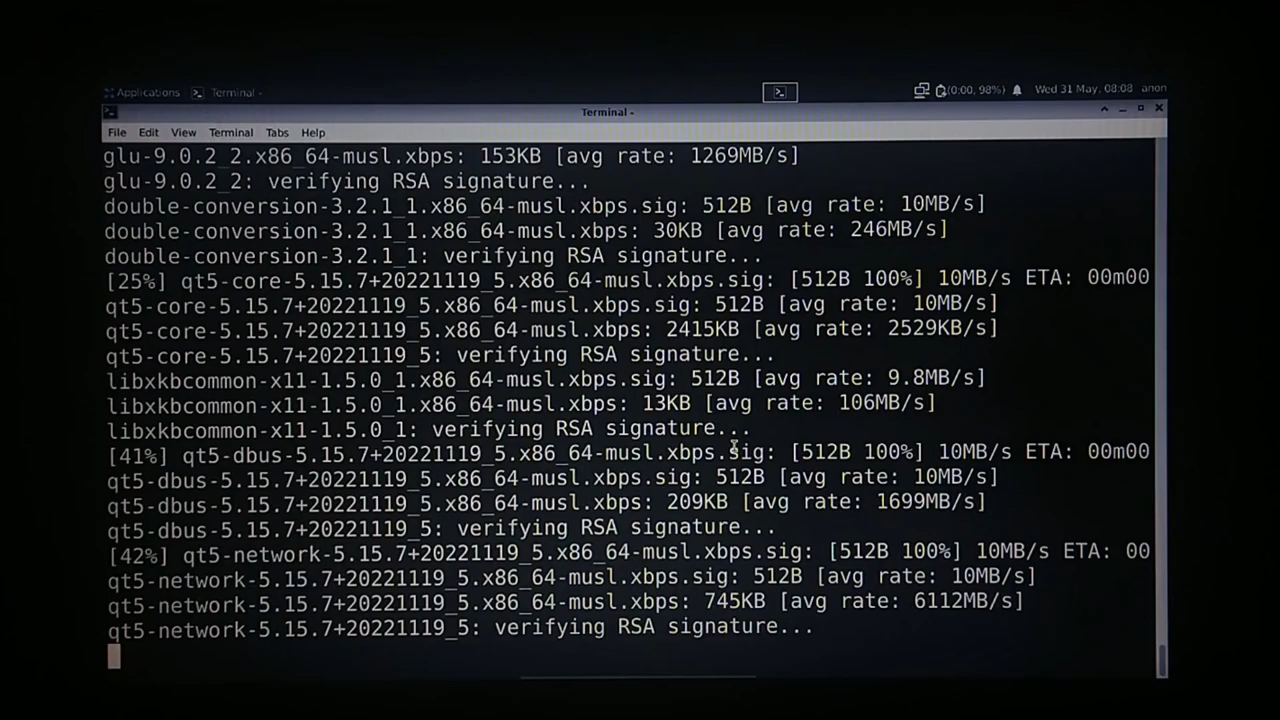 Applications Terminal - (0:00, 98%) Wed 31 May, 08:08 anon
Terminal -
File Edit View Terminal Tabs Help
glu-9.0.2_2.x86_64-musl.xbps: 153KB [avg rate: 1269MB/s]
glu-9.0.2_2: verifying RSA signature...
double-conversion-3.2.1_1.x86_64-musl.xbps.sig: 512B [avg rate: 10MB/s]
double-conversion-3.2.1_1.x86_64-musl.xbps: 30KB [avg rate: 246MB/s]
double-conversion-3.2.1_1: verifying RSA signature...
[25%] qt5-core-5.15.7+20221119_5.x86_64-musl.xbps.sig: [512B 100%] 10MB/s ETA: 00m00
qt5-core-5.15.7+20221119_5.x86_64-musl.xbps.sig: 512B [avg rate: 10MB/s]
qt5-core-5.15.7+20221119_5.x86_64-musl.xbps: 2415KB [avg rate: 2529KB/s]
qt5-core-5.15.7+20221119_5: verifying RSA signature...
libxkbcommon-x11-1.5.0_1.x86_64-musl.xbps.sig: 512B [avg rate: 9.8MB/s]
libxkbcommon-x11-1.5.0_1.x86_64-musl.xbps: 13KB [avg rate: 106MB/s]
libxkbcommon-x11-1.5.0_1: verifying RSA signature...
[41%] qt5-dbus-5.15.7+20221119_5.x86_64-musl.xbps.sig: [512B 100%] 10MB/s ETA: 00m00
qt5-dbus-5.15.7+20221119_5.x86_64-musl.xbps.sig: 512B [avg rate: 10MB/s]
qt5-dbus-5.15.7+20221119_5.x86_64-musl.xbps: 209KB [avg rate: 1699MB/s]
qt5-dbus-5.15.7+20221119_5: verifying RSA signature...
[42%] qt5-network-5.15.7+20221119_5.x86_64-musl.xbps.sig: [512B 100%] 10MB/s ETA: 00
qt5-network-5.15.7+20221119_5.x86_64-musl.xbps.sig: 512B [avg rate: 10MB/s]
qt5-network-5.15.7+20221119_5.x86_64-musl.xbps: 745KB [avg rate: 6112MB/s]
qt5-network-5.15.7+20221119_5: verifying RSA signature...